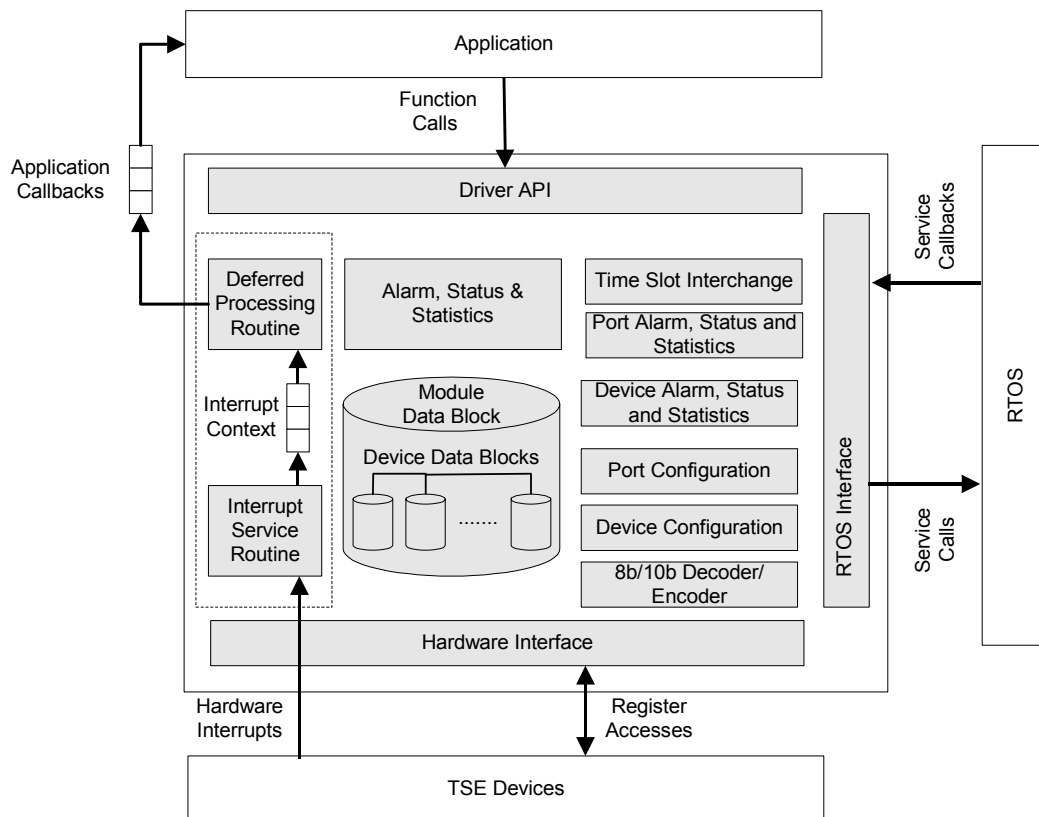 Application
Function
Calls
Application
Callbacks
Driver API
Service
Callbacks
Deferred
Processing
Routine
Alarm, Status &
Statistics
Time Slot Interchange
Port Alarm, Status and
Statistics
Interrupt
Context
Module
Data Block
Device Data Blocks
.......
Device Alarm, Status
and Statistics
Port Configuration
Interrupt
Service
Routine
Device Configuration
8b/10b Decoder/
Encoder
RTOS Interface
Service
Calls
RTOS
Hardware Interface
Hardware
Interrupts
Register
Accesses
TSE Devices